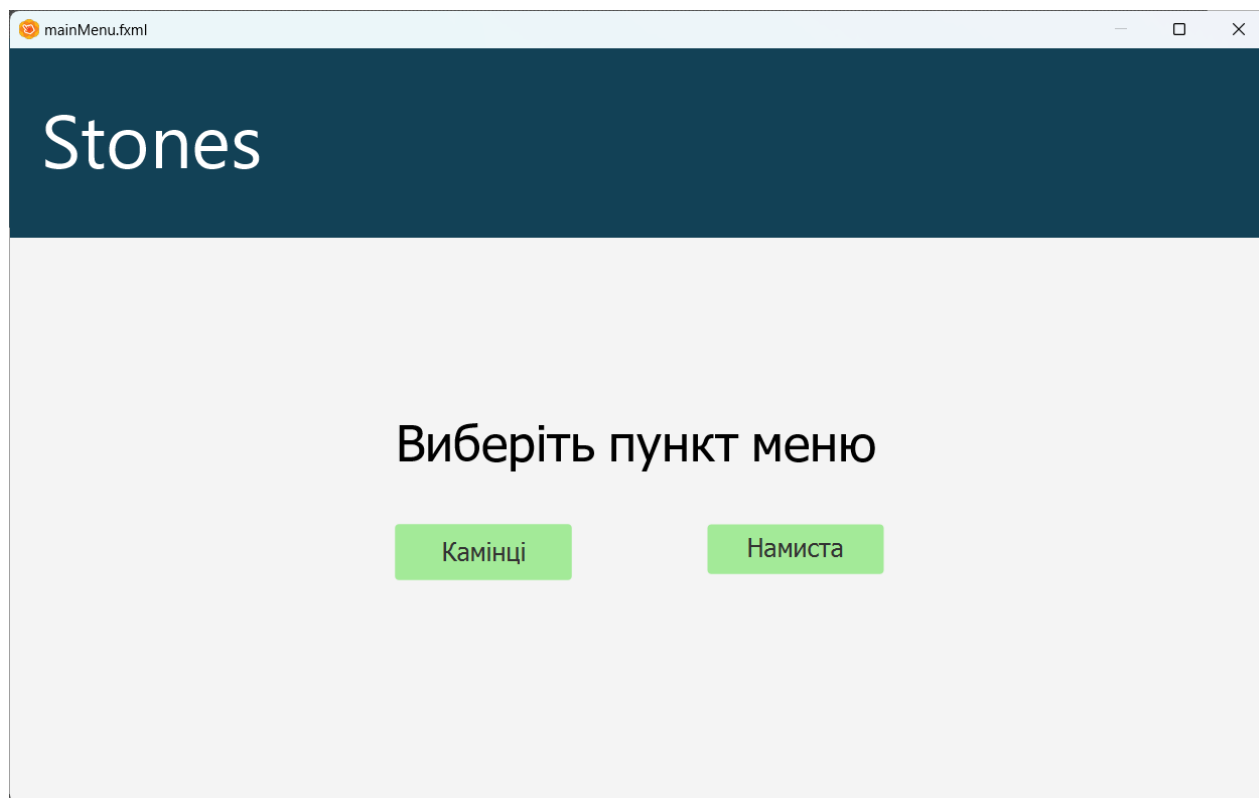 mainMenu.fxml
Stones
Виберіть пункт меню
Камінці
Намиста